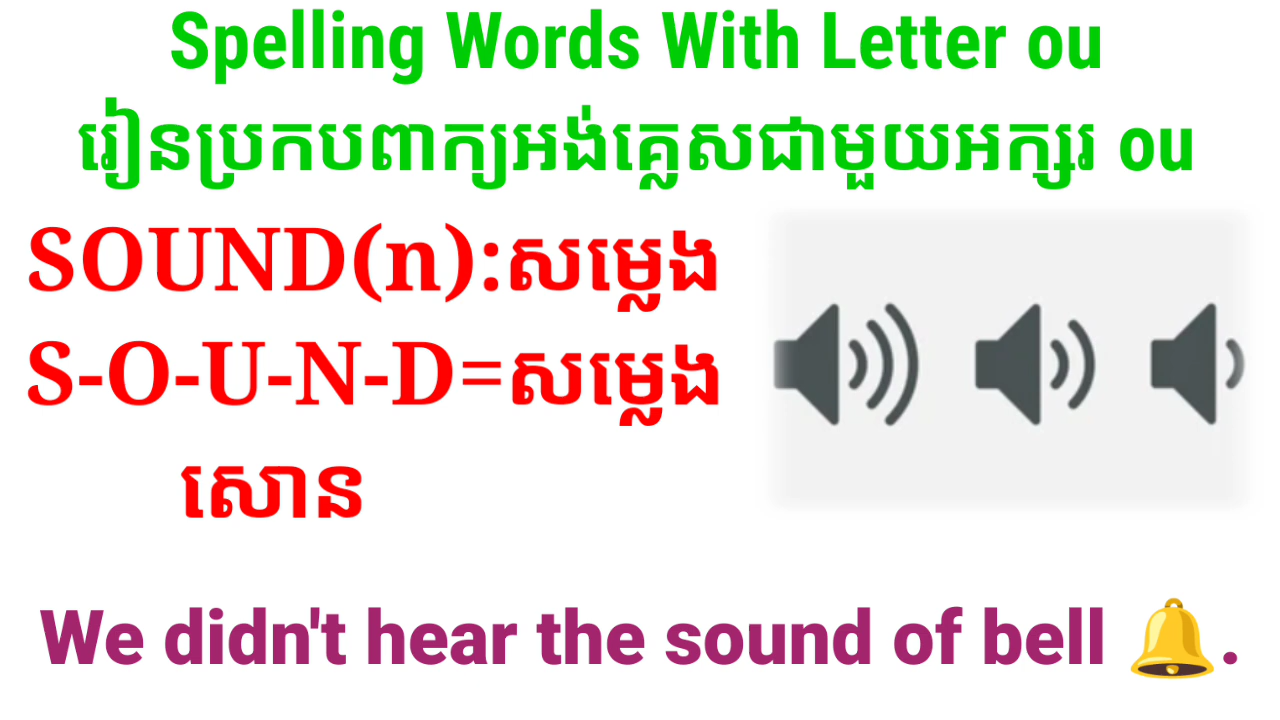 Spelling Words With Letter ou
រៀនប្រកបពាក្យអង់គ្លេសជាមួយអក្សរ ou
SOUND(n):សម្លេង
S-O-U-N-D=សម្លេង
សោន
We didn't hear the sound of bell 🔔.